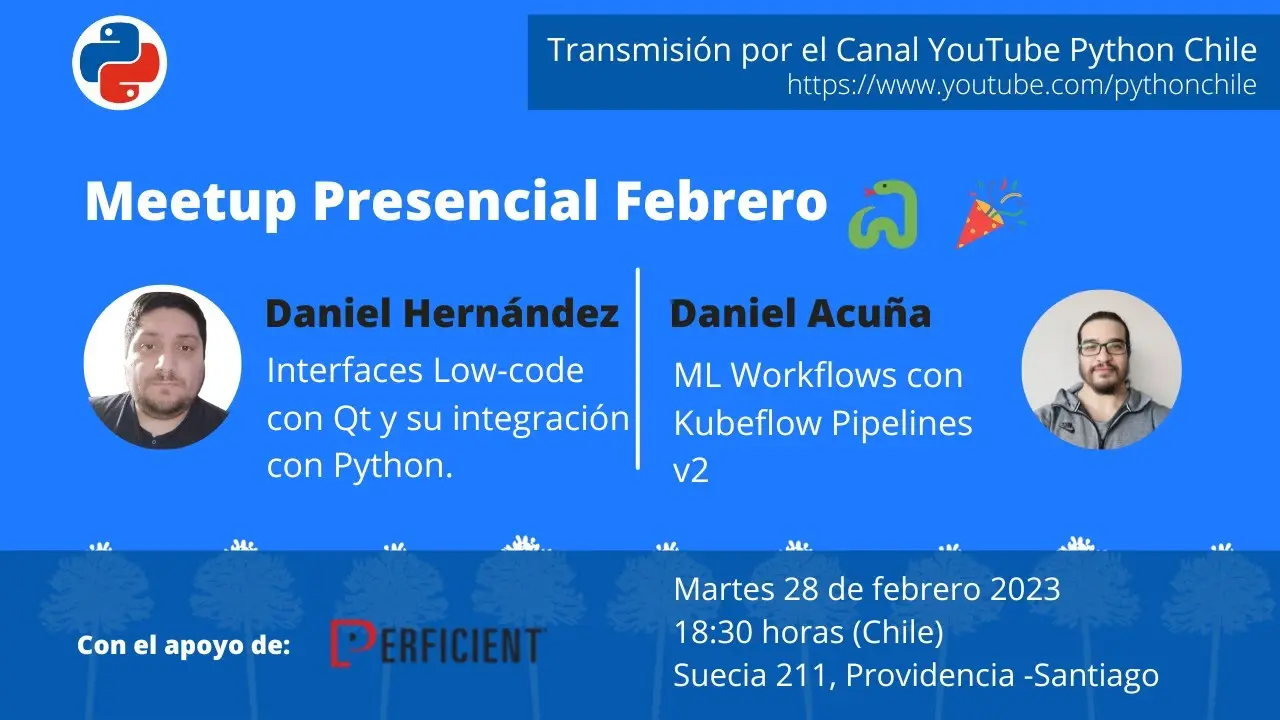 Transmisión por el Canal YouTube Python Chile
https://www.youtube.com/pythonchile
Meetup Presencial Febrero
Daniel Hernández
Interfaces Low-code
con Qt y su integración
con Python.
Daniel Acuña
ML Workflows con
Kubeflow Pipelines
v2
Con el apoyo de:
PERFICIENT
Martes 28 de febrero 2023
18:30 horas (Chile)
Suecia 211, Providencia -Santiago